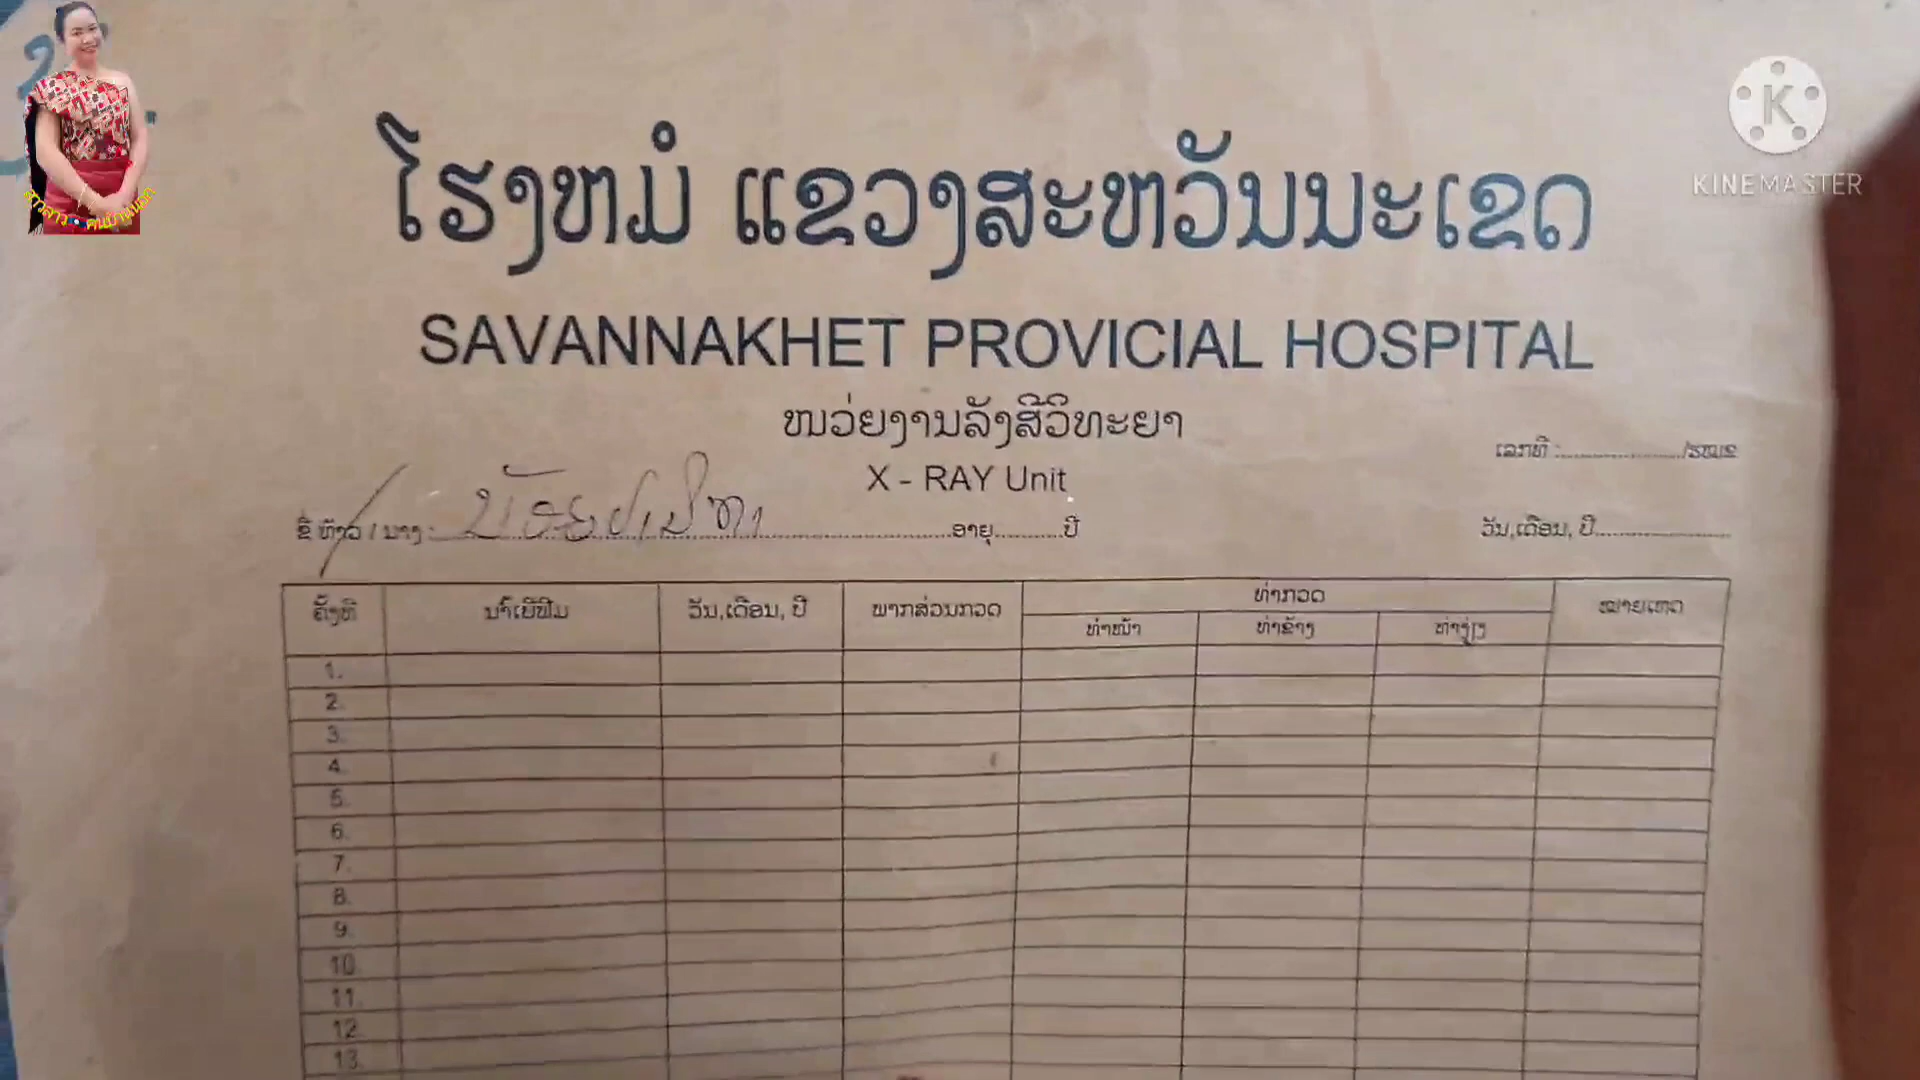 ໂຮງຫມໍ ແຂວງສະຫວັນນະເຂດ
SAVANNAKHET PROVICIAL HOSPITAL
ໜວ່ຍງານລັງສີວິທະຍາ
X - RAY Unit
ເລກທີ :....................../ຮໝຂ
ຊື່ ທ້າວ / ນາງ : ອາຍຸ...........ປີ
ວັນ,ເດືອນ, ປີ......................
ຄັ້ງທີ ນາ້ໍເບີຟີມ ວັນ,ເດືອນ, ປີ ພາກສ່ວນກວດ ທ່າກວດ ໝາຍເຫດ
ທ່າໜ້າ ທ່າຂ້າງ ທ່າງ່ຽງ
1.
2.
3.
4.
5.
6.
7.
8.
9.
10.
11.
12.
13.
KINEMASTER